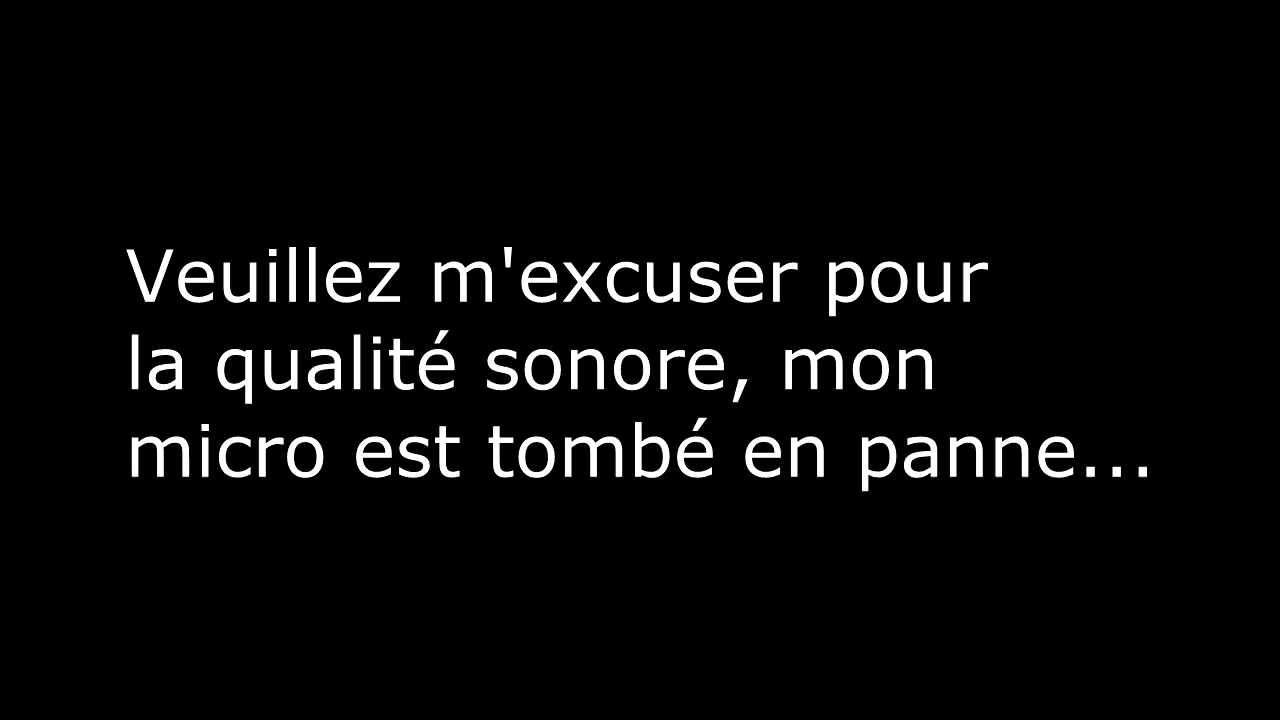 Veuillez m'excuser pour
la qualité sonore, mon
micro est tombé en panne...